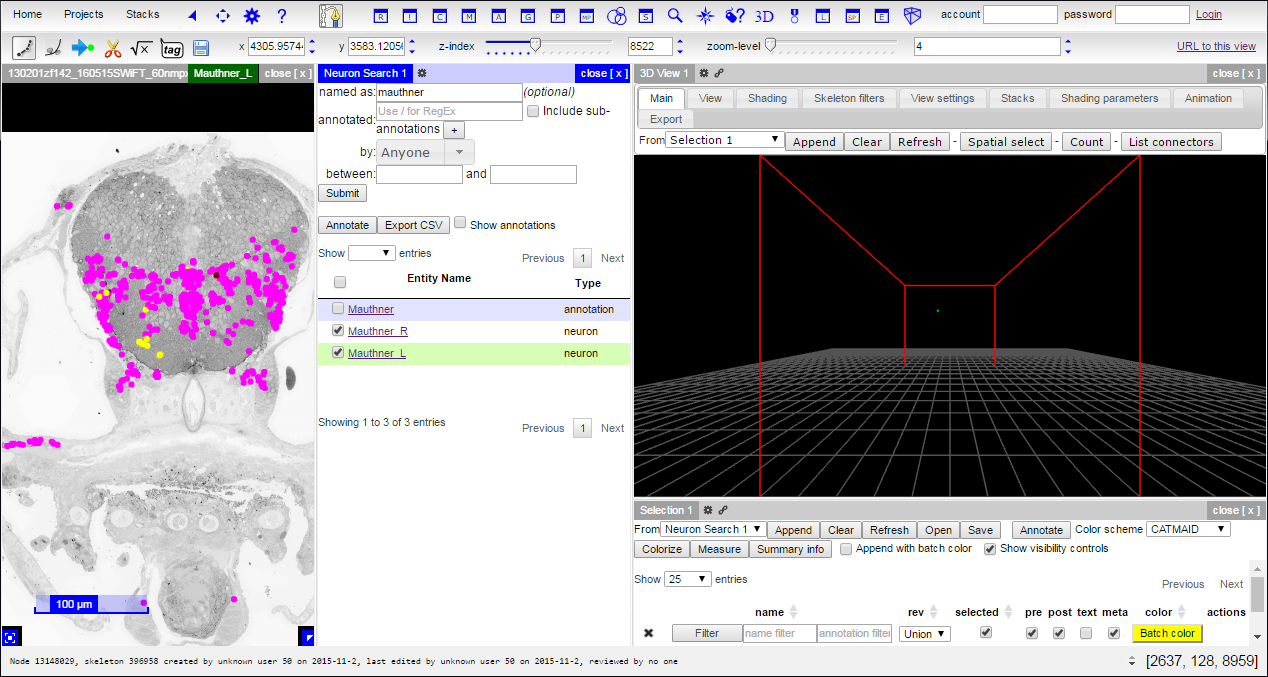 Home Projects Stacks ? R ! C M A G P MP S 3D L SP E account password Login
tag √x x 4305.9574 y 3583.1205 z-index 8522 zoom-level 4 URL to this view
130201zf142_160515SWiFT_60nmpx Mauthner_L close [ x ]
100 µm
Neuron Search 1 close [ x ]
named as: mauthner (optional)
annotated: Use / for RegEx Include sub-
annotations +
by: Anyone
between: and
Submit
Annotate Export CSV Show annotations
Show entries Previous 1 Next
Entity Name Type
Mauthner annotation
Mauthner_R neuron
Mauthner_L neuron
Showing 1 to 3 of 3 entries Previous 1 Next
3D View 1 close [ x ]
Main View Shading Skeleton filters View settings Stacks Shading parameters Animation
Export
From Selection 1 Append Clear Refresh - Spatial select - Count - List connectors
Selection 1 close [ x ]
From Neuron Search 1 Append Clear Refresh Open Save Annotate Color scheme CATMAID
Colorize Measure Summary info Append with batch color Show visibility controls
Show 25 entries Previous Next
name rev selected pre post text meta color actions
Filter name filter annotation filter Union Batch color
Node 13148029, skeleton 396958 created by unknown user 50 on 2015-11-2, last edited by unknown user 50 on 2015-11-2, reviewed by no one [2637, 128, 8959]